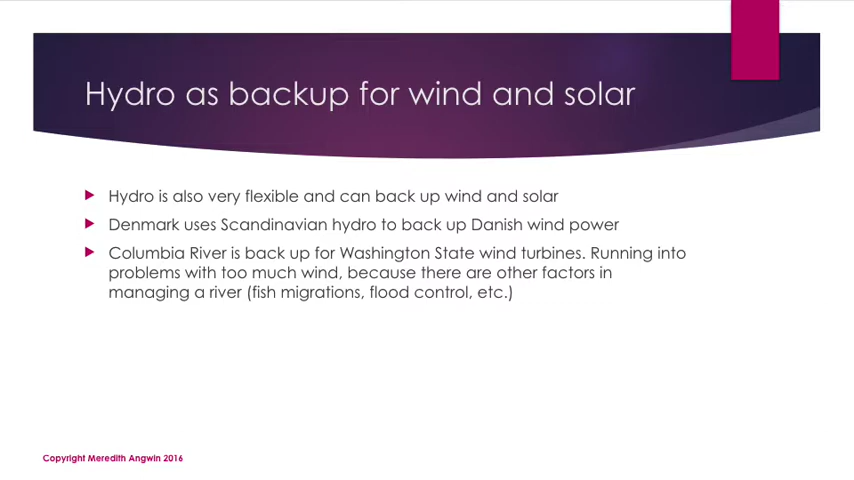 Hydro as backup for wind and solar
Hydro is also very flexible and can back up wind and solar
Denmark uses Scandinavian hydro to back up Danish wind power
Columbia River is back up for Washington State wind turbines. Running into
problems with too much wind, because there are other factors in
managing a river (fish migrations, flood control, etc.)
Copyright Meredith Angwin 2016